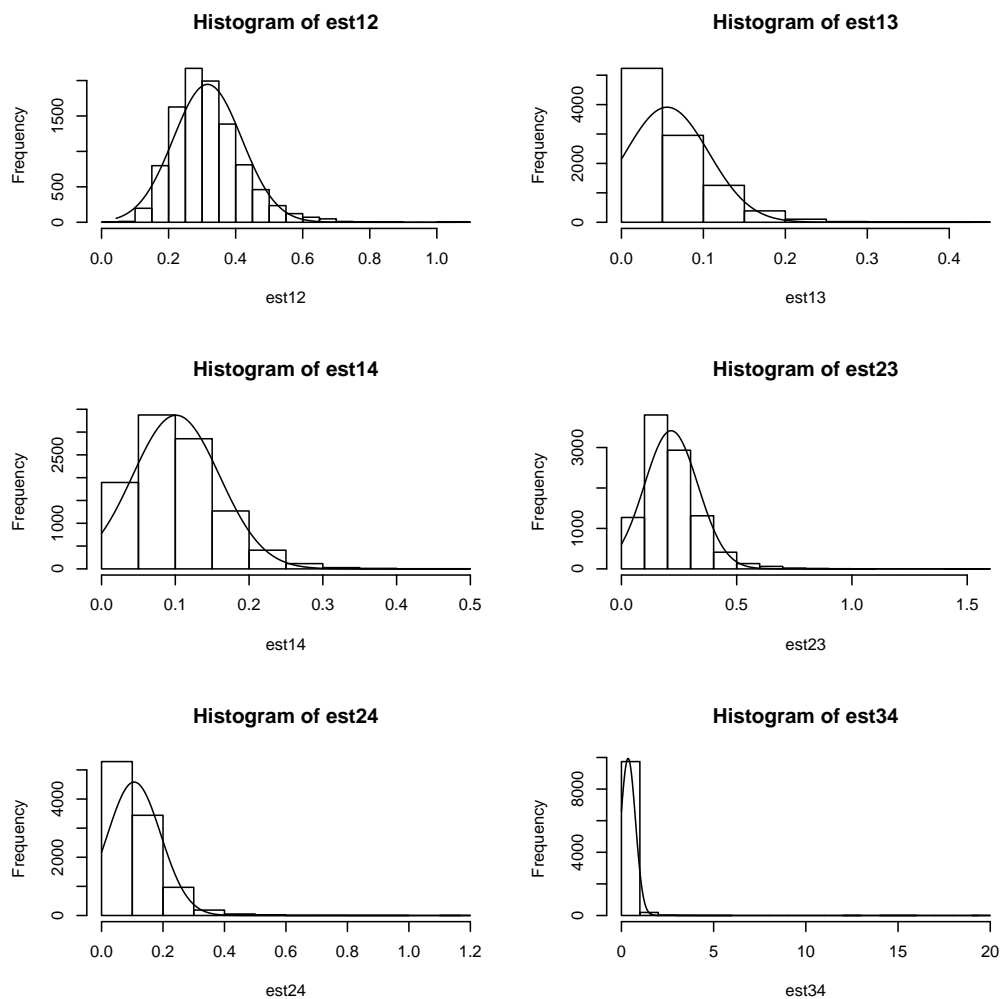 Histogram of est12
Frequency
0 500 1500
0.0 0.2 0.4 0.6 0.8 1.0
est12
Histogram of est13
Frequency
0 2000 4000
0.0 0.1 0.2 0.3 0.4
est13
Histogram of est14
Frequency
0 1000 2500
0.0 0.1 0.2 0.3 0.4 0.5
est14
Histogram of est23
Frequency
0 1000 3000
0.0 0.5 1.0 1.5
est23
Histogram of est24
Frequency
0 2000 4000
0.0 0.2 0.4 0.6 0.8 1.0 1.2
est24
Histogram of est34
Frequency
0 4000 8000
0 5 10 15 20
est34